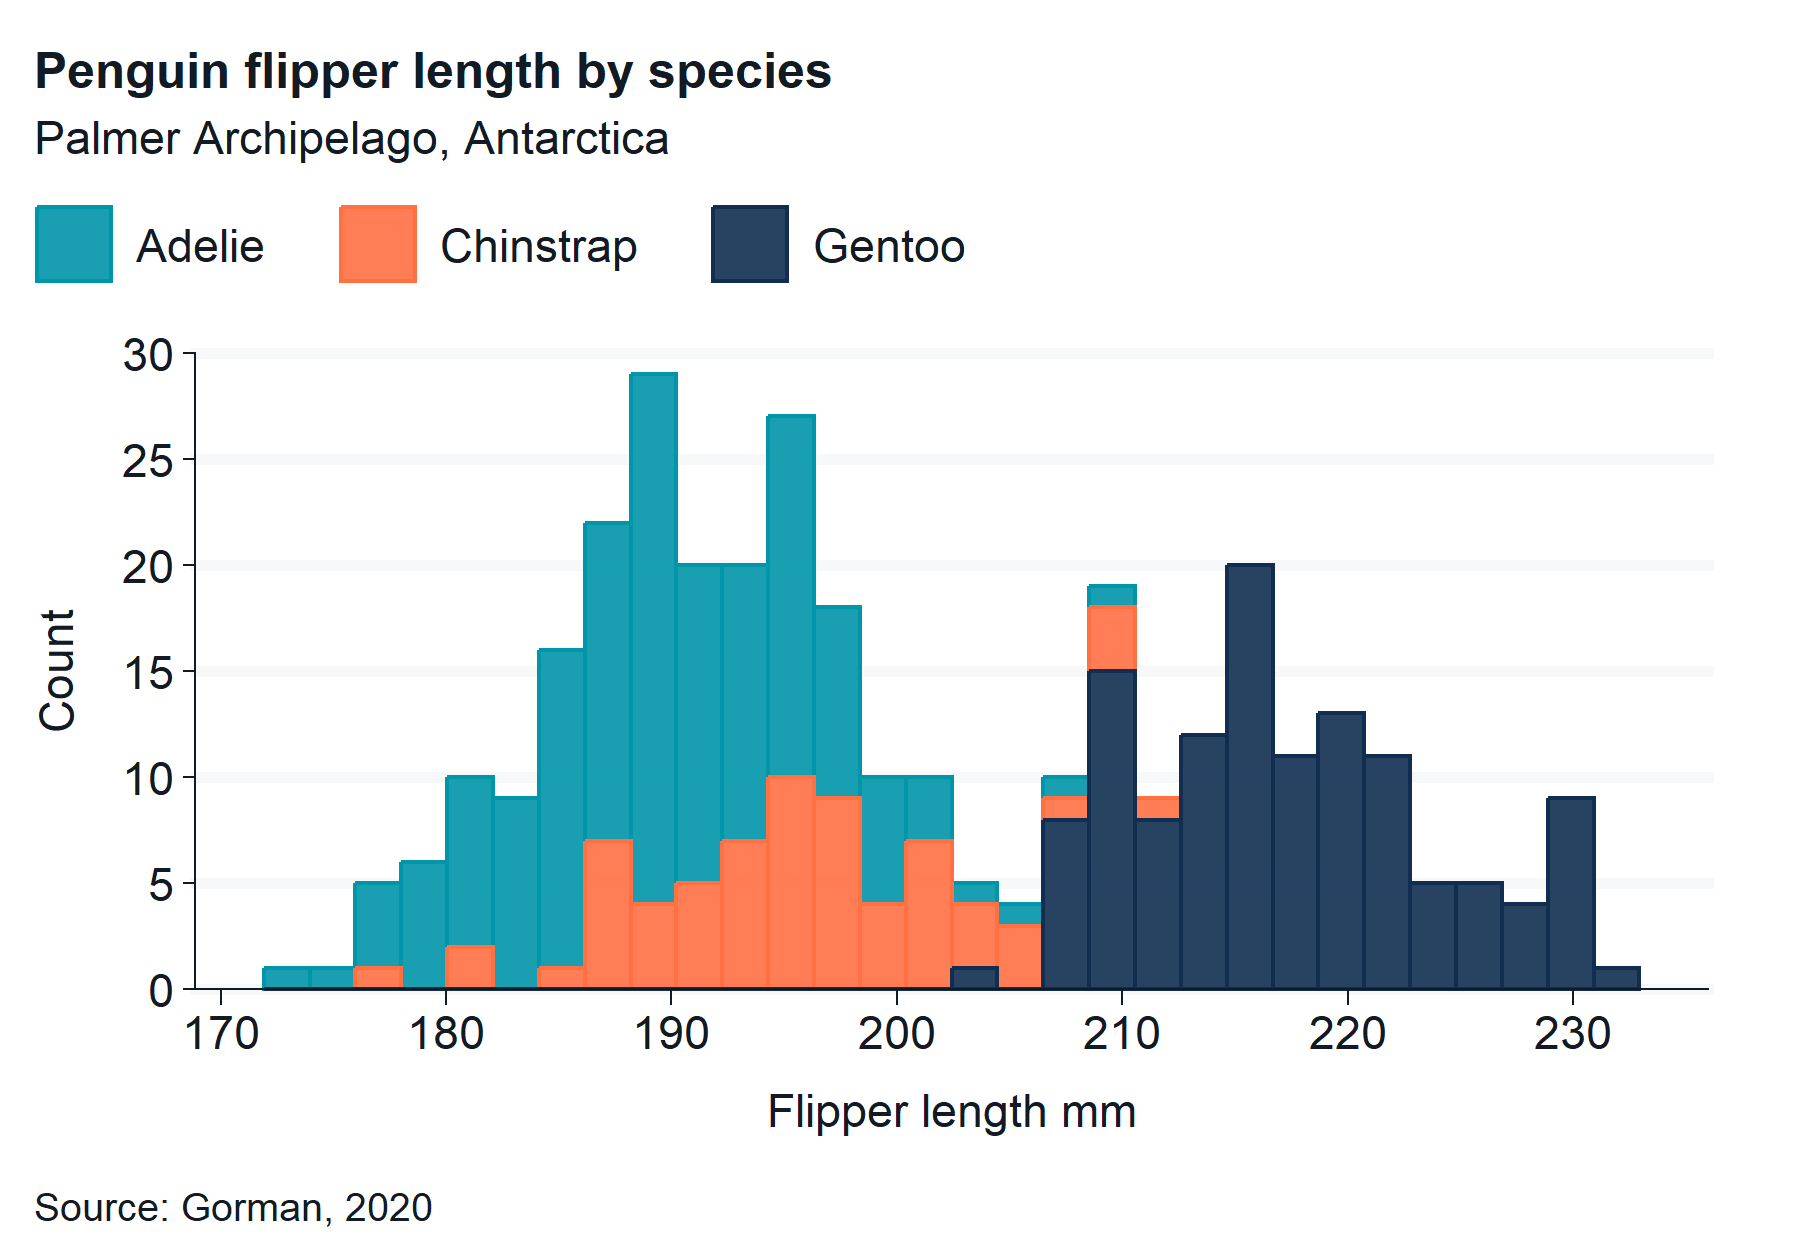 Penguin flipper length by species
Palmer Archipelago, Antarctica
Adelie Chinstrap Gentoo
30
25
20
15
10
5
0
Count
170 180 190 200 210 220 230
Flipper length mm
Source: Gorman, 2020